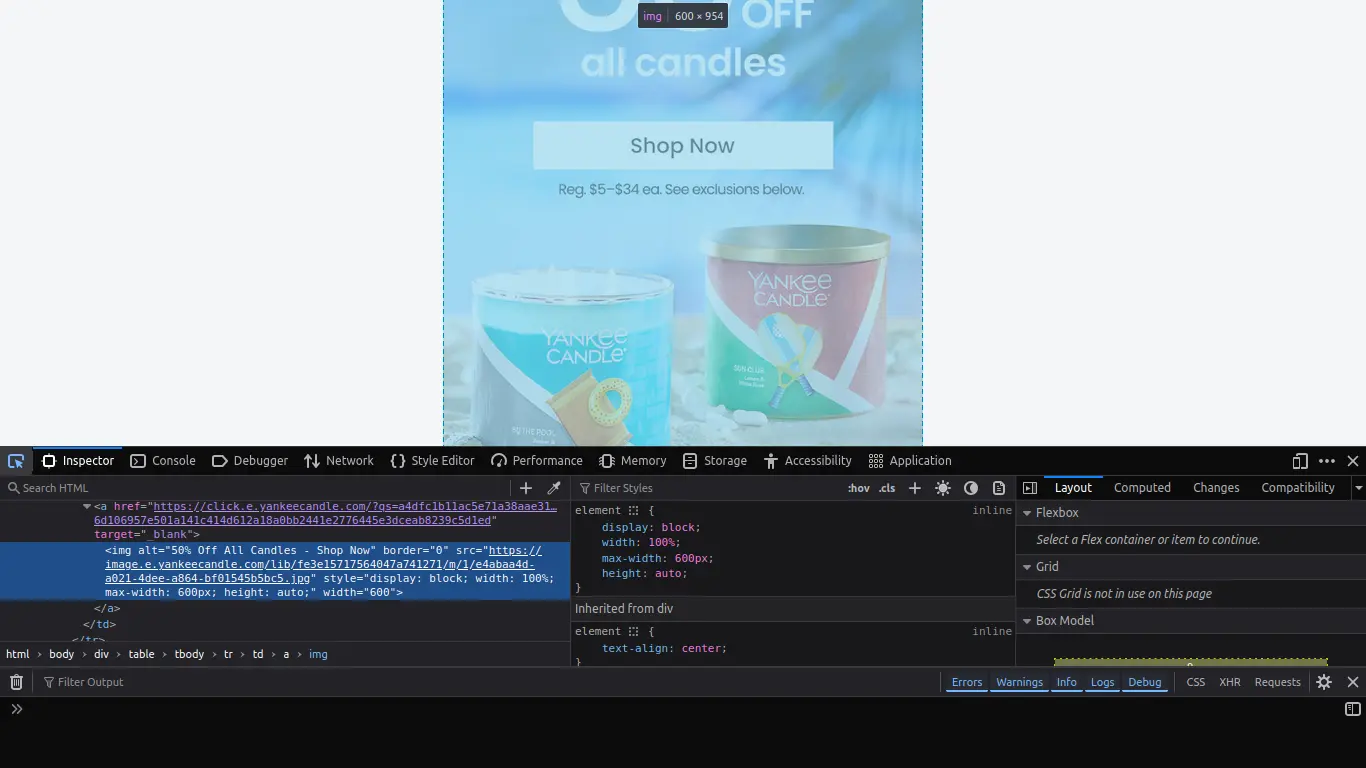 img 600 × 954
OFF
all candles
Shop Now
Reg. $5–$34 ea. See exclusions below.
YANKEE
CANDLE
SUN CLUB
YANKEE
CANDLE
BY THE POOL
Inspector Console Debugger Network Style Editor Performance Memory Storage Accessibility Application
Search HTML
<a href="https://click.e.yankeecandle.com/?qs=a4dfc1b11ac5e71a38aae31…
6d106957e501a141c414d612a18a0bb2441e2776445e3dceab8239c5d1ed"
target="_blank">
<img alt="50% Off All Candles - Shop Now" border="0" src="https://
image.e.yankeecandle.com/lib/fe3e15717564047a741271/m/1/e4abaa4d-
a021-4dee-a864-bf01545b5bc5.jpg" style="display: block; width: 100%;
max-width: 600px; height: auto;" width="600">
</a>
</td>
</tr>
html › body › div › table › tbody › tr › td › a › img
Filter Styles :hov .cls
element { inline
display: block;
width: 100%;
max-width: 600px;
height: auto;
}
Inherited from div
element { inline
text-align: center;
}
Layout Computed Changes Compatibility
Flexbox
Select a Flex container or item to continue.
Grid
CSS Grid is not in use on this page
Box Model
Filter Output Errors Warnings Info Logs Debug CSS XHR Requests